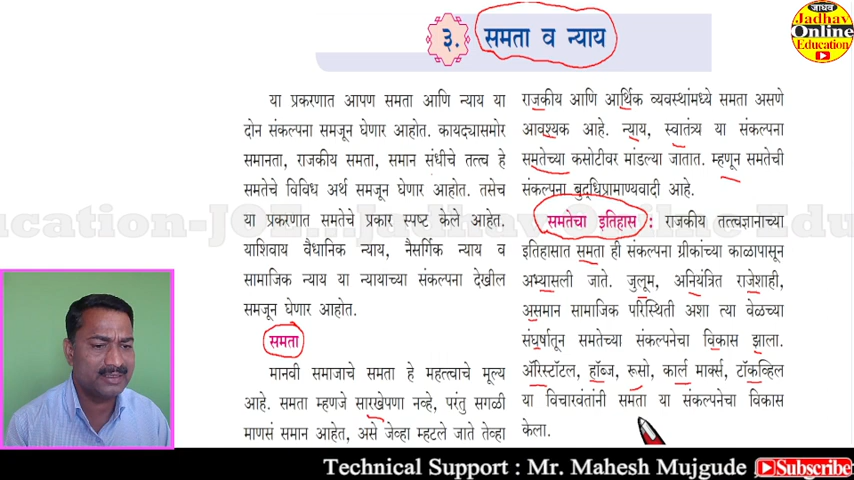 ३. समता व न्याय
जाधव
Jadhav
Online
Education
या प्रकरणात आपण समता आणि न्याय या
दोन संकल्पना समजून घेणार आहोत. कायद्यासमोर
समानता, राजकीय समता, समान संधीचे तत्त्व हे
समतेचे विविध अर्थ समजून घेणार आहोत. तसेच
या प्रकरणात समतेचे प्रकार स्पष्ट केले आहेत.
याशिवाय वैधानिक न्याय, नैसर्गिक न्याय व
सामाजिक न्याय या न्यायाच्या संकल्पना देखील
समजून घेणार आहोत.
समता
मानवी समाजाचे समता हे महत्त्वाचे मूल्य
आहे. समता म्हणजे सारखेपणा नव्हे, परंतु सगळी
माणसं समान आहेत, असे जेव्हा म्हटले जाते तेव्हा
राजकीय आणि आर्थिक व्यवस्थांमध्ये समता असणे
आवश्यक आहे. न्याय, स्वातंत्र्य या संकल्पना
समतेच्या कसोटीवर मांडल्या जातात. म्हणून समतेची
संकल्पना बुद्धिप्रामाण्यवादी आहे.
समतेचा इतिहास : राजकीय तत्त्वज्ञानाच्या
इतिहासात समता ही संकल्पना ग्रीकांच्या काळापासून
अभ्यासली जाते. जुलूम, अनियंत्रित राजेशाही,
असमान सामाजिक परिस्थिती अशा त्या वेळच्या
संघर्षातून समतेच्या संकल्पनेचा विकास झाला.
ॲरिस्टॉटल, हॉब्ज, रूसो, कार्ल मार्क्स, टॉकव्हिल
या विचारवंतांनी समता या संकल्पनेचा विकास
केला.
Technical Support : Mr. Mahesh Mujgude
Subscribe